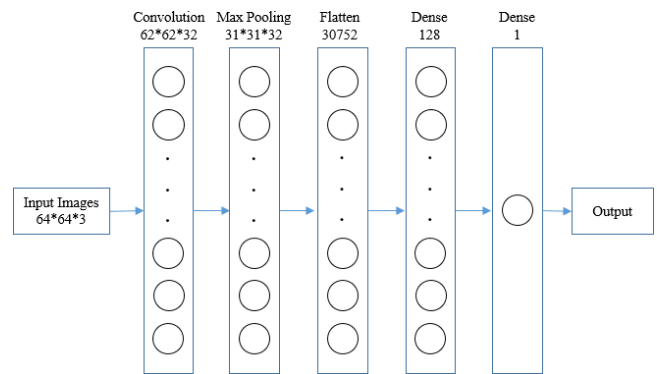 Convolution
62*62*32
Max Pooling
31*31*32
Flatten
30752
Dense
128
Dense
1
Input Images
64*64*3
Output